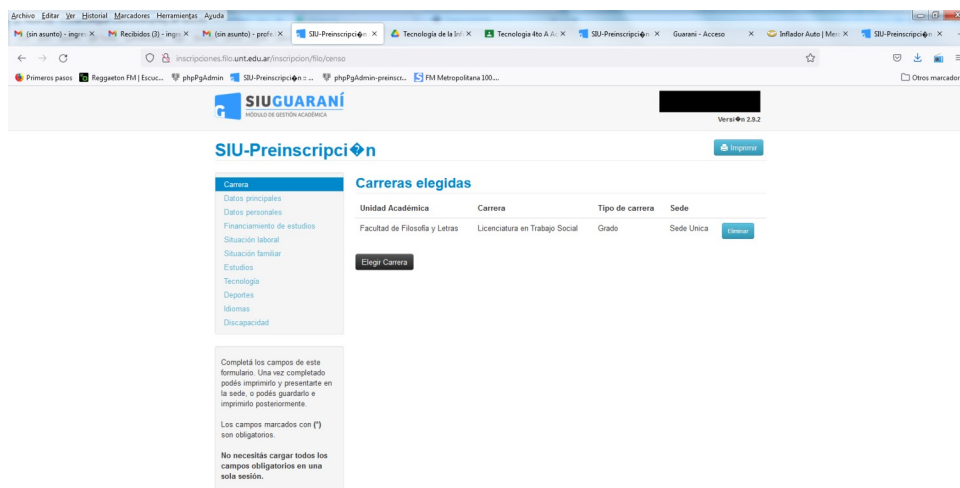 Archivo Editar Ver Historial Marcadores Herramientas Ayuda
(sin asunto) - ingre Recibidos (3) - ingre (sin asunto) - profe. SIU-Preinscripci�n Tecnologia de la Inf Tecnologia 4to A Ac SIU-Preinscripci�n Guarani - Acceso Inflador Auto | Merc SIU-Preinscripci�n
inscripciones.filo.unt.edu.ar/inscripcion/filo/censo
Primeros pasos Reggaeton FM | Escuc... phpPgAdmin SIU-Preinscripci�n :: ... phpPgAdmin-preinscr... FM Metropolitana 100.... Otros marcador
G SIUGUARANÍ
MÓDULO DE GESTIÓN ACADÉMICA
Versi�n 2.9.2
SIU-Preinscripci�n
Imprimir
Carrera
Datos principales
Datos personales
Financiamiento de estudios
Situación laboral
Situación familiar
Estudios
Tecnología
Deportes
Idiomas
Discapacidad
Carreras elegidas
Unidad Académica Carrera Tipo de carrera Sede
Facultad de Filosofía y Letras Licenciatura en Trabajo Social Grado Sede Unica Eliminar
Elegir Carrera
Completá los campos de este
formulario. Una vez completado
podés imprimirlo y presentarte en
la sede, o podés guardarlo e
imprimirlo posteriormente.
Los campos marcados con (*)
son obligatorios.
No necesitás cargar todos los
campos obligatorios en una
sola sesión.